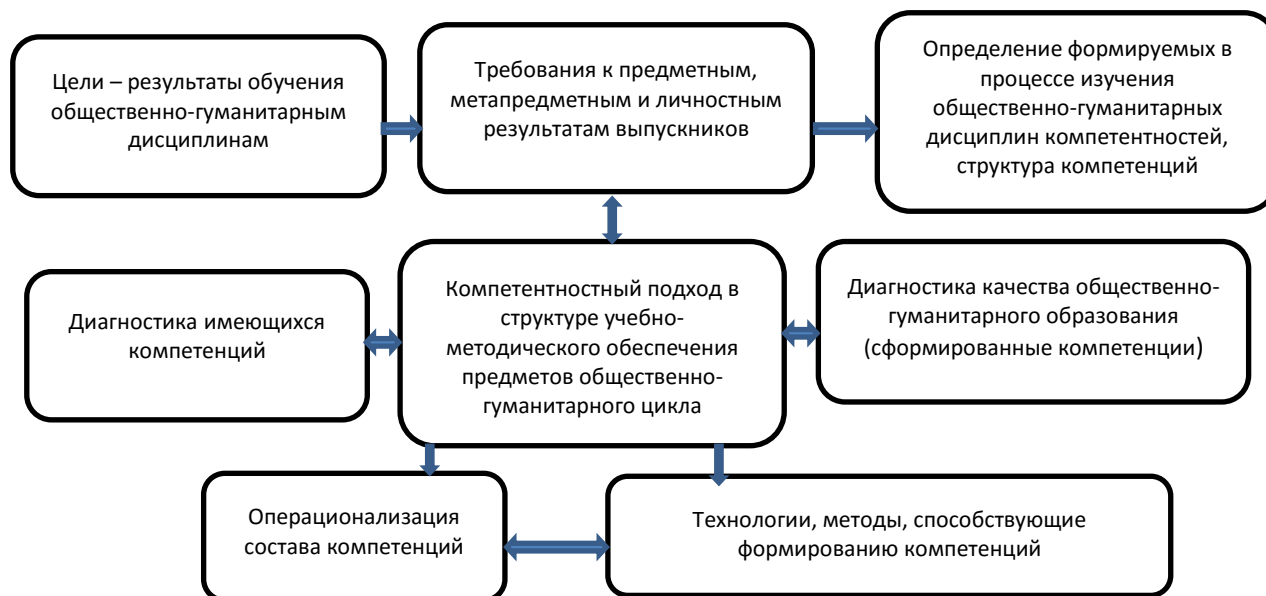 Цели – результаты обучения
общественно-гуманитарным
дисциплинам
Требования к предметным,
метапредметным и личностным
результатам выпускников
Определение формируемых в
процессе изучения
общественно-гуманитарных
дисциплин компетентностей,
структура компетенций
Диагностика имеющихся
компетенций
Компетентностный подход в
структуре учебно-
методического обеспечения
предметов общественно-
гуманитарного цикла
Диагностика качества общественно-
гуманитарного образования
(сформированные компетенции)
Операционализация
состава компетенций
Технологии, методы, способствующие
формированию компетенций